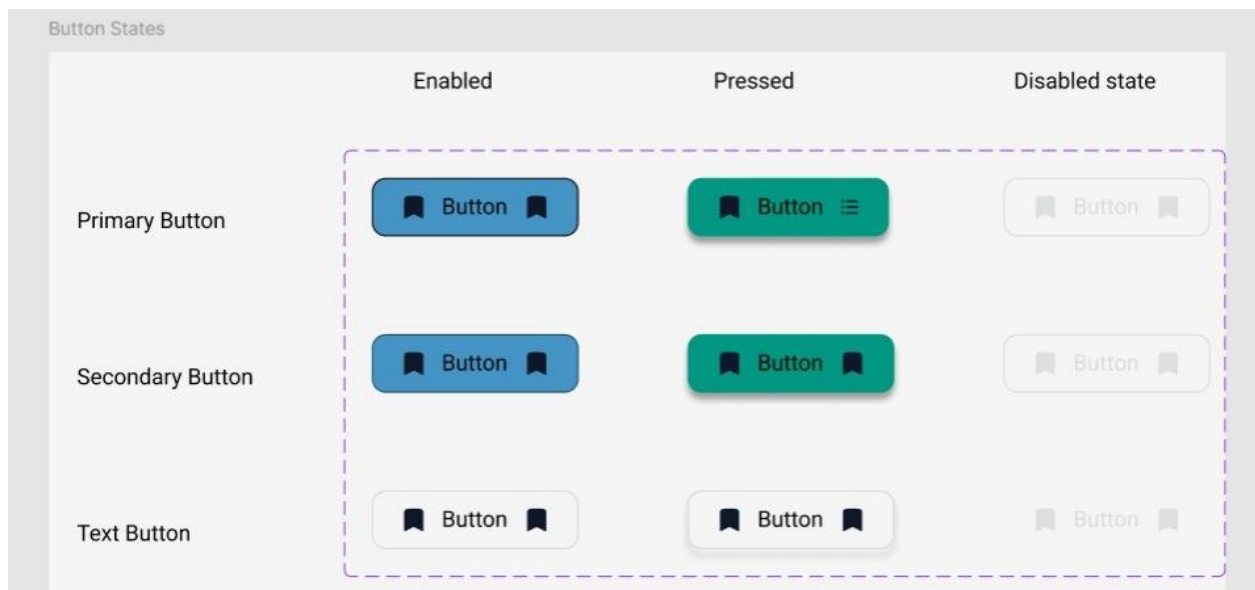 Button States
Enabled Pressed Disabled state
Primary Button Button Button Button
Secondary Button Button Button Button
Text Button Button Button Button